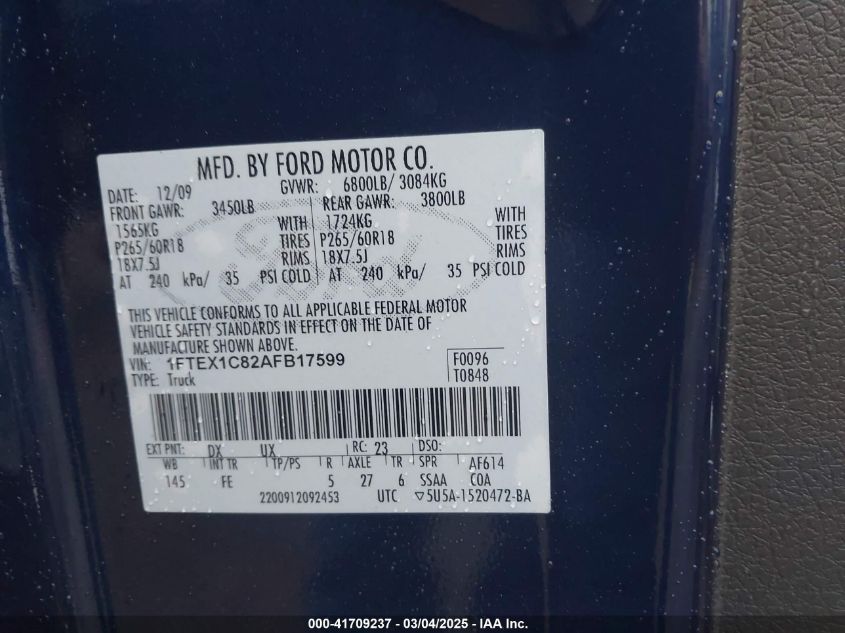 MFD. BY FORD MOTOR CO.
DATE: 12/09 GVWR: 6800LB/ 3084KG
FRONT GAWR: 3450LB REAR GAWR: 3800LB
1565KG WITH 1724KG WITH
P265/60R18 TIRES P265/60R18 TIRES
18X7.5J RIMS 18X7.5J RIMS
AT 240 kPa/ 35 PSI COLD AT 240 kPa/ 35 PSI COLD
THIS VEHICLE CONFORMS TO ALL APPLICABLE FEDERAL MOTOR
VEHICLE SAFETY STANDARDS IN EFFECT ON THE DATE OF
MANUFACTURE SHOWN ABOVE.
VIN: 1FTEX1C82AFB17599 F0096
TYPE: Truck T0848
EXT PNT: DX UX RC: 23 DSO:
WB INT TR TP/PS R AXLE TR SPR AF614
145 FE 5 27 6 SSAA COA
2200912092453 UTC ▽5U5A-1520472-BA
000-41709237 - 03/04/2025 - IAA Inc.